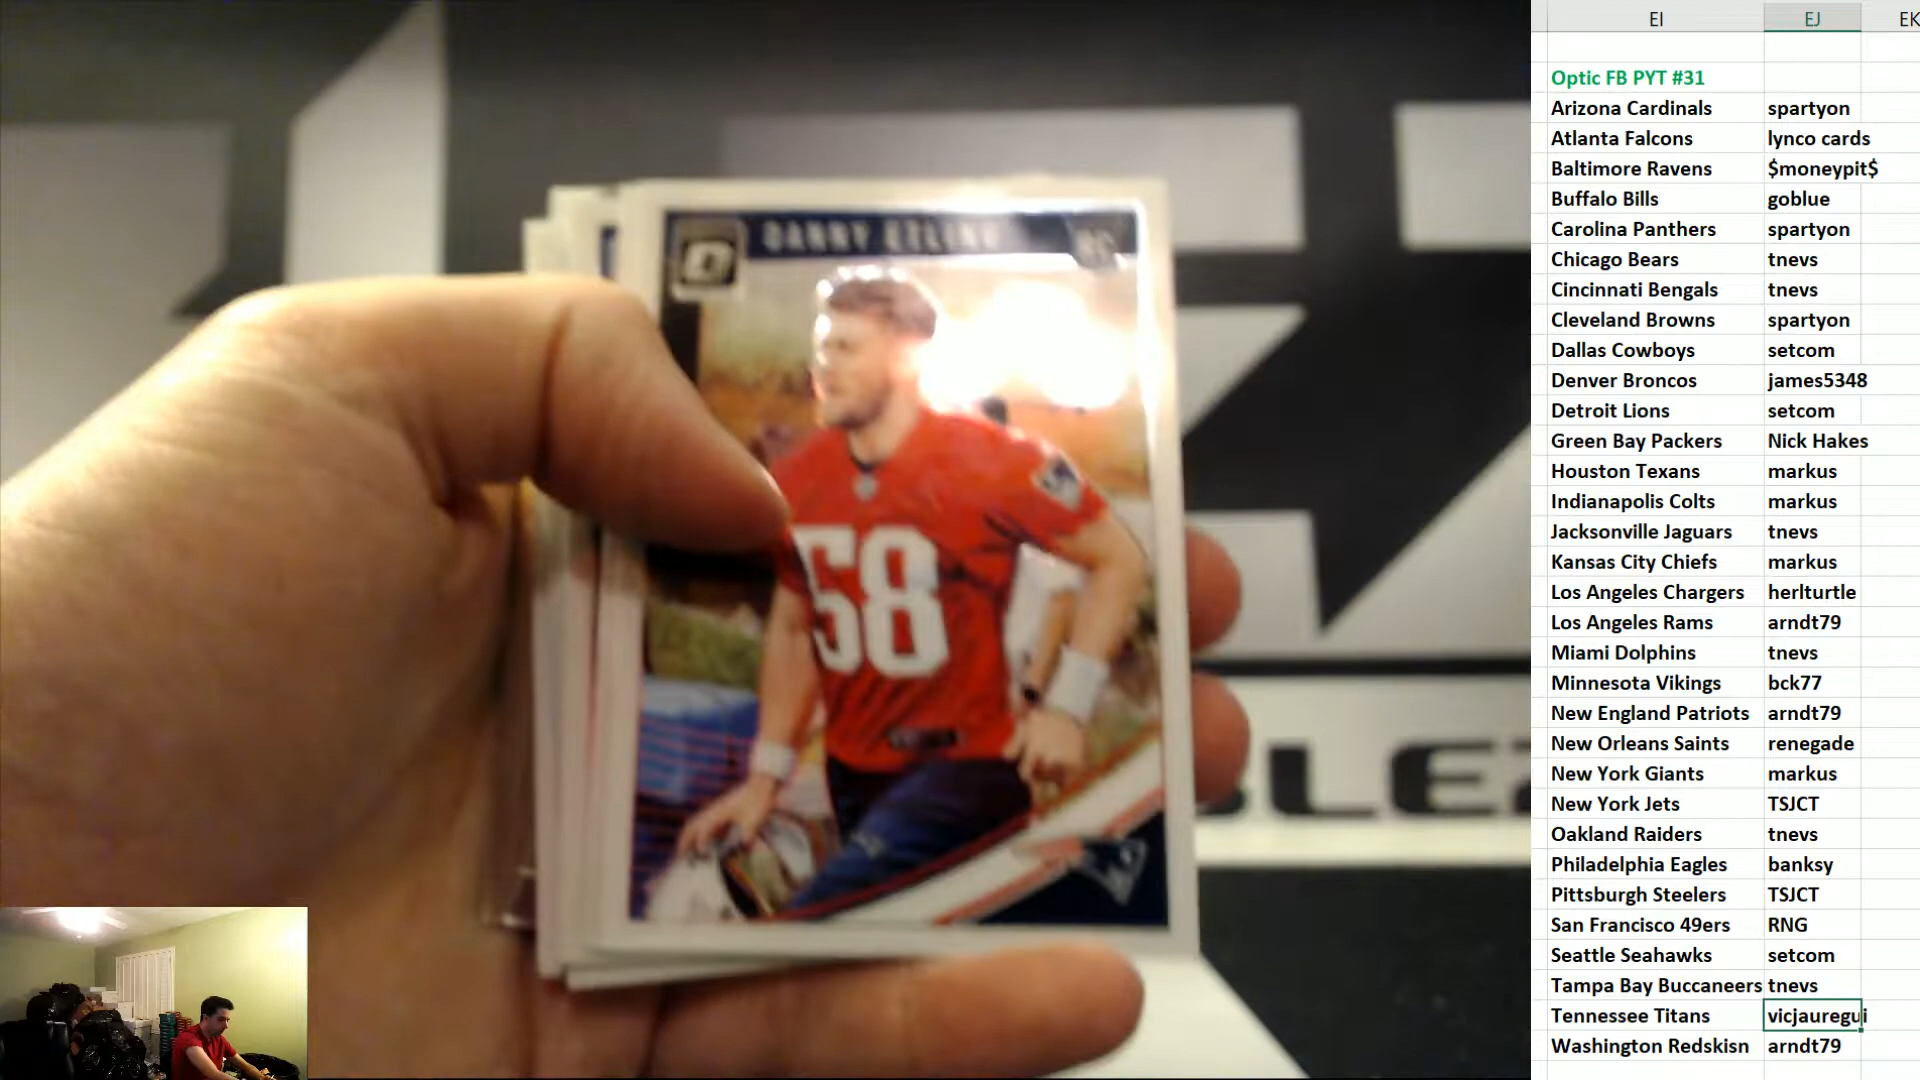 DANNY ETLING
RC
58
BLEZ
EI EJ EK
Optic FB PYT #31
Arizona Cardinals spartyon
Atlanta Falcons lynco cards
Baltimore Ravens $moneypit$
Buffalo Bills goblue
Carolina Panthers spartyon
Chicago Bears tnevs
Cincinnati Bengals tnevs
Cleveland Browns spartyon
Dallas Cowboys setcom
Denver Broncos james5348
Detroit Lions setcom
Green Bay Packers Nick Hakes
Houston Texans markus
Indianapolis Colts markus
Jacksonville Jaguars tnevs
Kansas City Chiefs markus
Los Angeles Chargers herlturtle
Los Angeles Rams arndt79
Miami Dolphins tnevs
Minnesota Vikings bck77
New England Patriots arndt79
New Orleans Saints renegade
New York Giants markus
New York Jets TSJCT
Oakland Raiders tnevs
Philadelphia Eagles banksy
Pittsburgh Steelers TSJCT
San Francisco 49ers RNG
Seattle Seahawks setcom
Tampa Bay Buccaneers tnevs
Tennessee Titans vicjauregui
Washington Redskisn arndt79